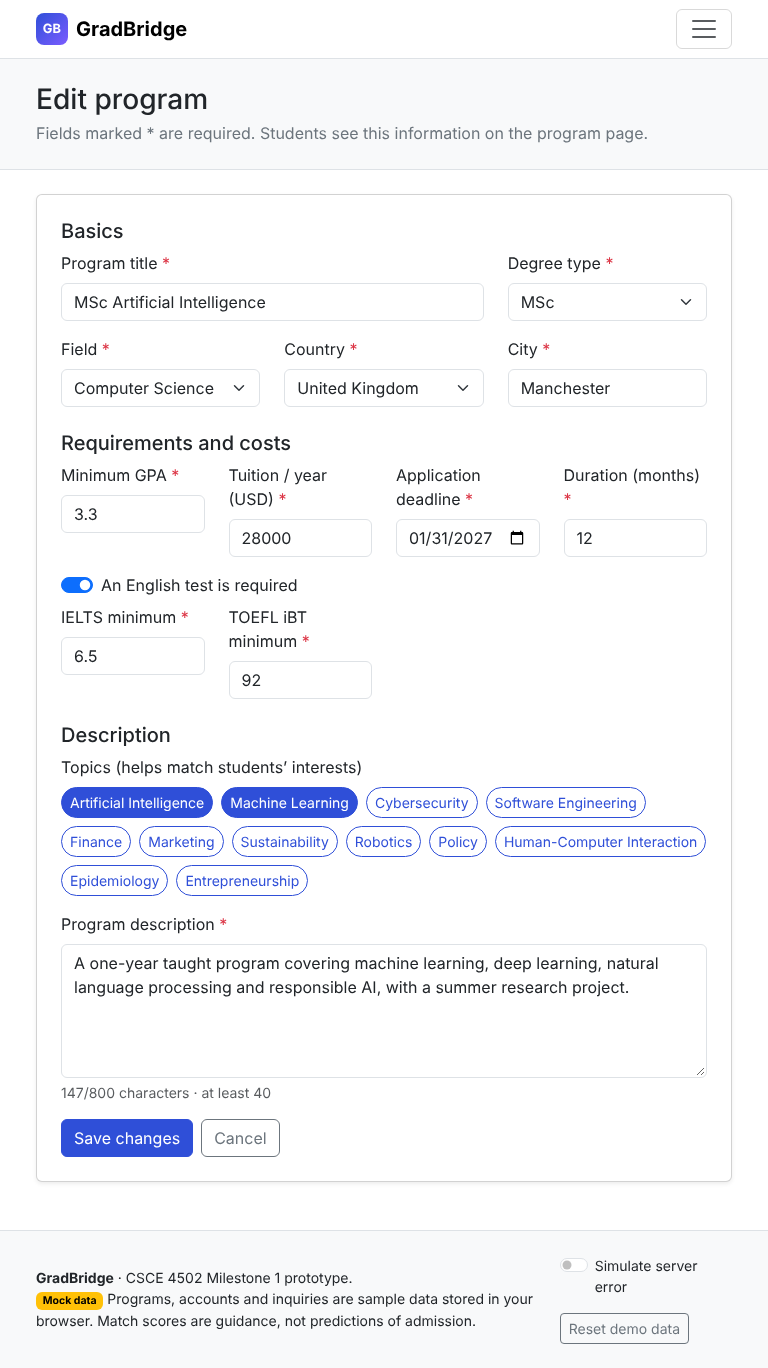 GB GradBridge
Edit program
Fields marked * are required. Students see this information on the program page.
Basics
Program title *
Degree type *
MSc Artificial Intelligence
MSc
Field *
Country *
City *
Computer Science
United Kingdom
Manchester
Requirements and costs
Minimum GPA *
Tuition / year
(USD) *
Application
deadline *
Duration (months)
*
3.3
28000
01/31/2027
12
An English test is required
IELTS minimum *
TOEFL iBT
minimum *
6.5
92
Description
Topics (helps match students’ interests)
Artificial Intelligence Machine Learning Cybersecurity Software Engineering
Finance Marketing Sustainability Robotics Policy Human-Computer Interaction
Epidemiology Entrepreneurship
Program description *
A one-year taught program covering machine learning, deep learning, natural
language processing and responsible AI, with a summer research project.
147/800 characters · at least 40
Save changes Cancel
GradBridge · CSCE 4502 Milestone 1 prototype.
Mock data Programs, accounts and inquiries are sample data stored in your
browser. Match scores are guidance, not predictions of admission.
Simulate server
error
Reset demo data